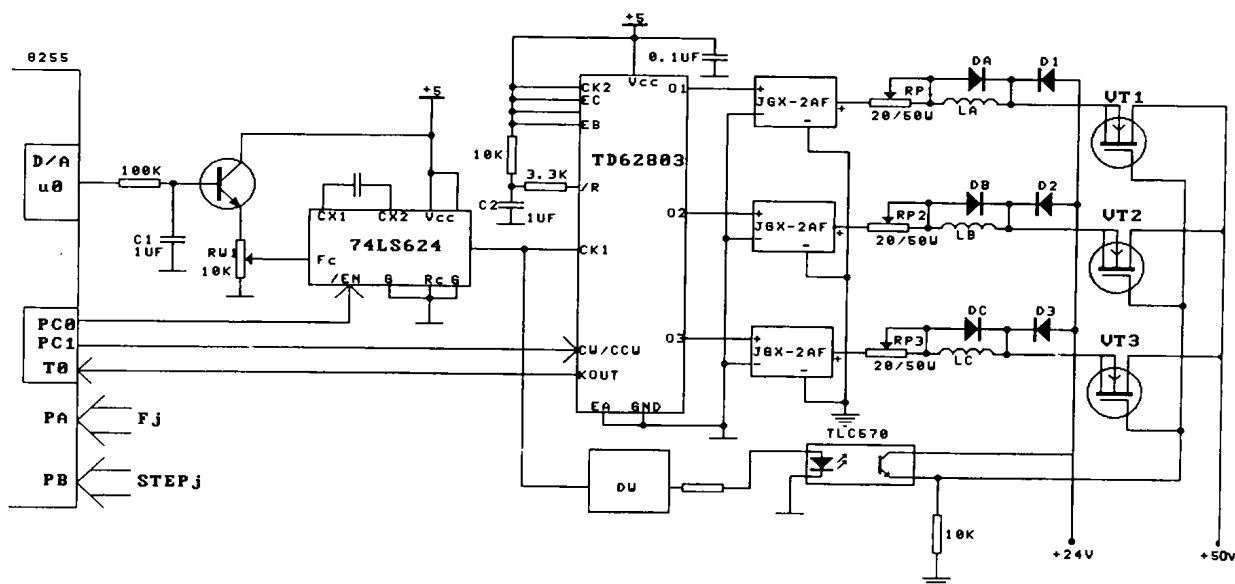 +5
8255
0.1UF
Vcc
CK2
EC
EB
O1
+
JGX-2AF
+
-
-
RP
20/50W
DA
D1
LA
VT1
+5
D/A
u0
100K
C1
1UF
RW1
10K
CX1
CX2
Vcc
74LS624
Fc
/EN
G
Rc
G
10K
3.3K
/R
C2
1UF
TD62803
CK1
O2
+
JGX-2AF
+
-
-
RP2
20/50W
DB
D2
LB
VT2
PC0
PC1
T0
CW/CCW
XOUT
EA
GND
O3
+
JGX-2AF
+
-
-
RP3
20/50W
DC
D3
LC
VT3
PA
Fj
PB
STEPj
DW
TLC570
10K
+24V
+50V